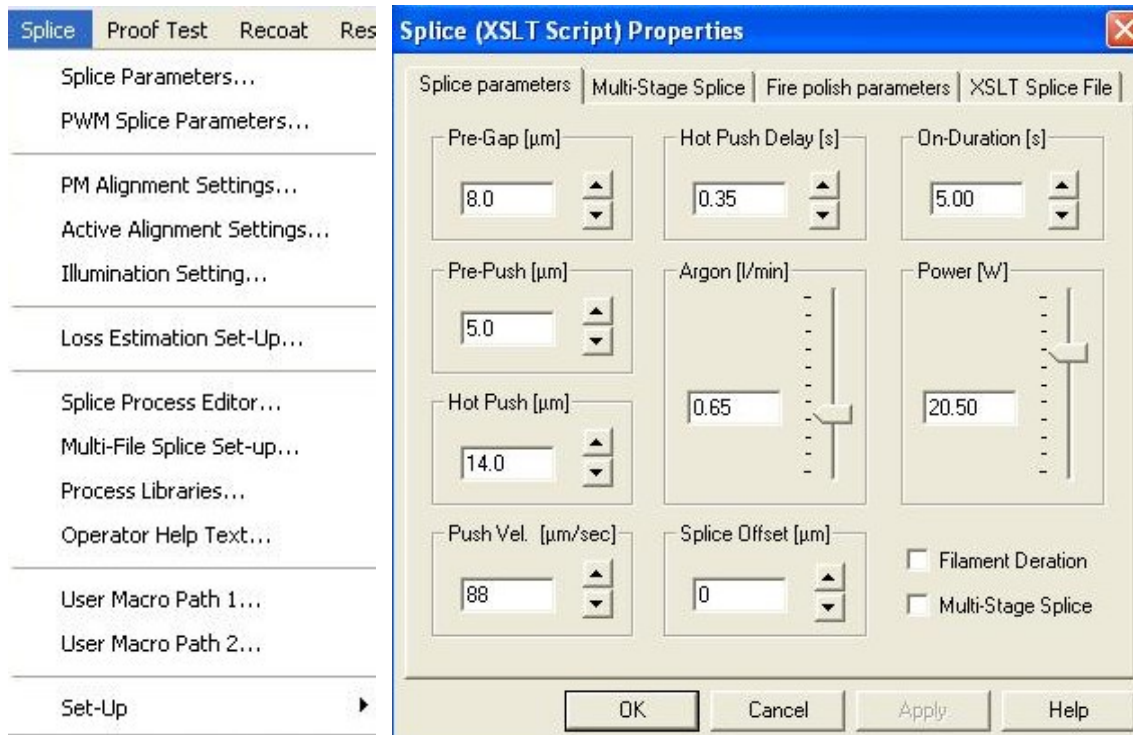 Splice Proof Test Recoat Res
Splice Parameters...
PWM Splice Parameters...
PM Alignment Settings...
Active Alignment Settings...
Illumination Setting...
Loss Estimation Set-Up...
Splice Process Editor...
Multi-File Splice Set-up...
Process Libraries...
Operator Help Text...
User Macro Path 1...
User Macro Path 2...
Set-Up
Splice (XSLT Script) Properties
Splice parameters Multi-Stage Splice Fire polish parameters XSLT Splice File
Pre-Gap [µm] Hot Push Delay [s] On-Duration [s]
8.0 0.35 5.00
Pre-Push [µm] Argon [l/min] Power [W]
5.0
Hot Push [µm] 0.65 20.50
14.0
Push Vel. [µm/sec] Splice Offset [µm]
Filament Deration
88 0 Multi-Stage Splice
OK Cancel Apply Help